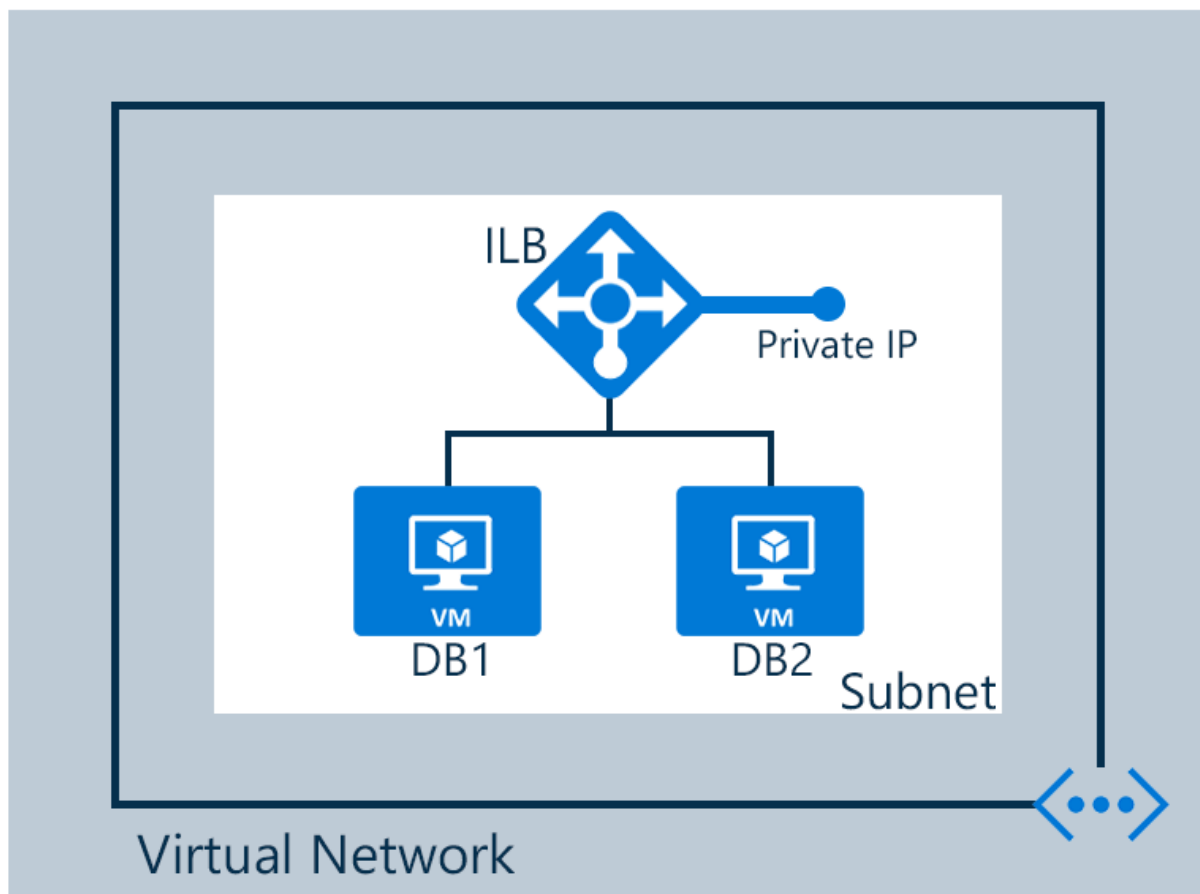 ILB
Private IP
VM
VM
DB1
DB2
Subnet
Virtual Network